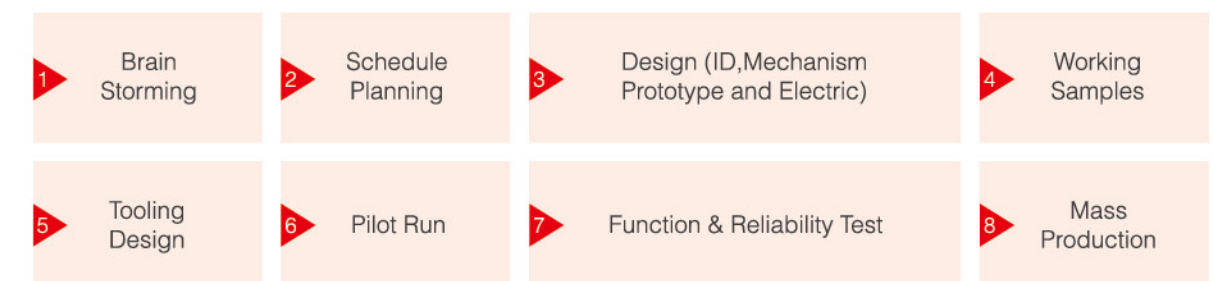 1
Brain
Storming
2
Schedule
Planning
3
Design (ID,Mechanism
Prototype and Electric)
4
Working
Samples
5
Tooling
Design
6
Pilot Run
7
Function & Reliability Test
8
Mass
Production